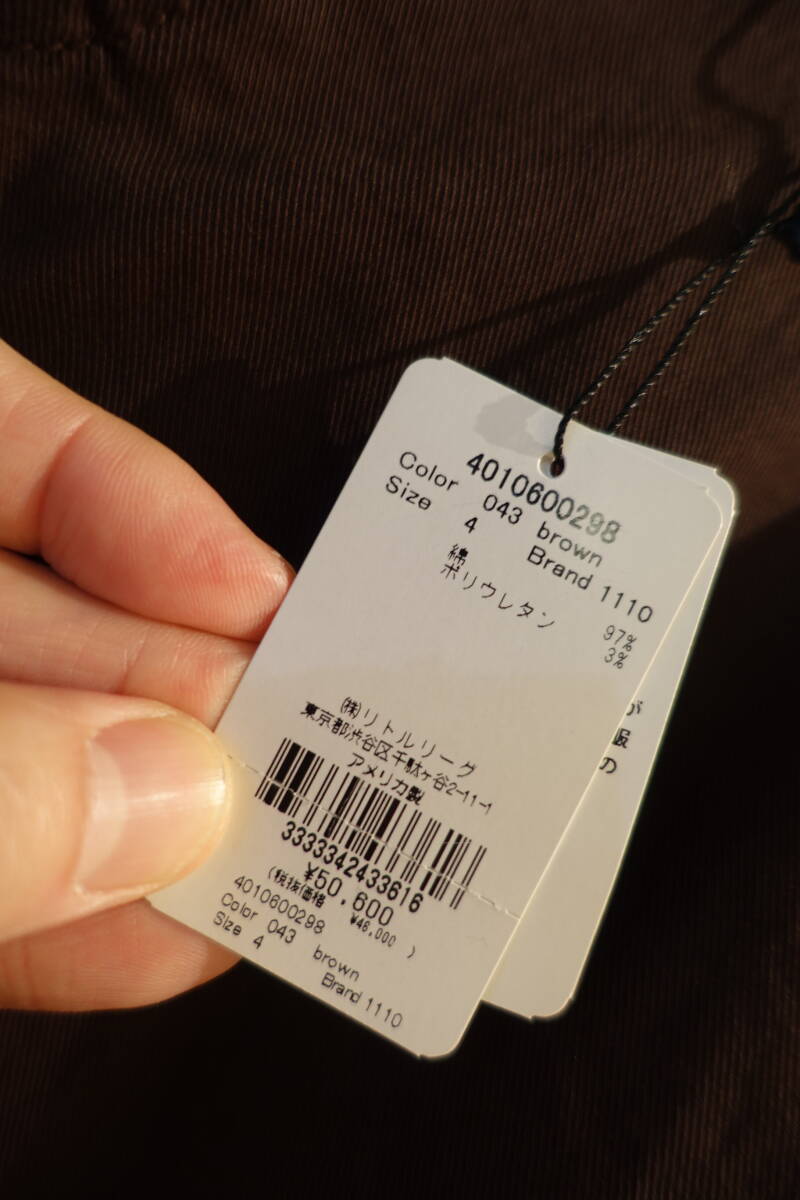 4010600298
Color 043 brown
Size 4 Brand 1110
綿 97%
ポリウレタン 3%
(株)リトルリーグ
東京都渋谷区千駄ヶ谷2-11-1
アメリカ製
3333342433616
¥50,600
(税抜価格 ¥46,000 )
4010600298
Color 043 brown
Size 4 Brand 1110
が
服
の